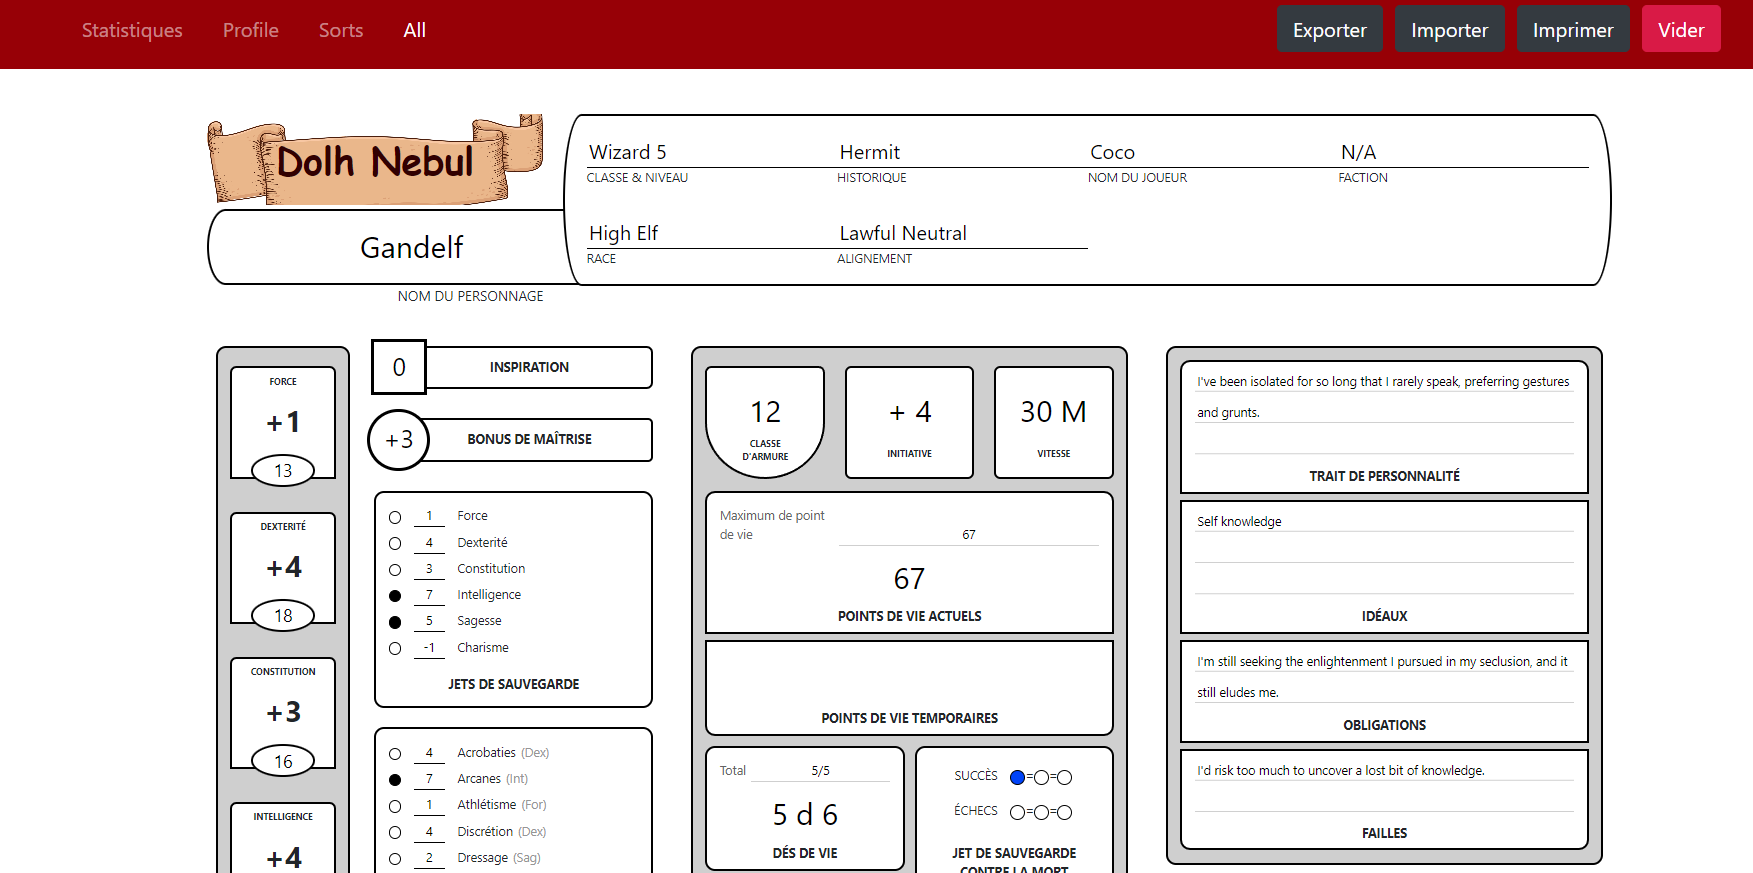 Statistiques Profile Sorts All Exporter Importer Imprimer Vider
Dolh Nebul
Gandelf
NOM DU PERSONNAGE
Wizard 5 Hermit Coco N/A
CLASSE & NIVEAU HISTORIQUE NOM DU JOUEUR FACTION
High Elf Lawful Neutral
RACE ALIGNEMENT
FORCE
+1
13
DEXTERITÉ
+4
18
CONSTITUTION
+3
16
INTELLIGENCE
+4
0 INSPIRATION
+3 BONUS DE MAÎTRISE
1 Force
4 Dexterité
3 Constitution
7 Intelligence
5 Sagesse
-1 Charisme
JETS DE SAUVEGARDE
4 Acrobaties (Dex)
7 Arcanes (Int)
1 Athlétisme (For)
4 Discrétion (Dex)
2 Dressage (Sag)
12
CLASSE
D'ARMURE
+ 4
INITIATIVE
30 M
VITESSE
Maximum de point
de vie 67
67
POINTS DE VIE ACTUELS
POINTS DE VIE TEMPORAIRES
Total 5/5
5 d 6
DÉS DE VIE
SUCCÈS = =
ÉCHECS = =
JET DE SAUVEGARDE
CONTRE LA MORT
I've been isolated for so long that I rarely speak, preferring gestures
and grunts.
TRAIT DE PERSONNALITÉ
Self knowledge
IDÉAUX
I'm still seeking the enlightenment I pursued in my seclusion, and it
still eludes me.
OBLIGATIONS
I'd risk too much to uncover a lost bit of knowledge.
FAILLES